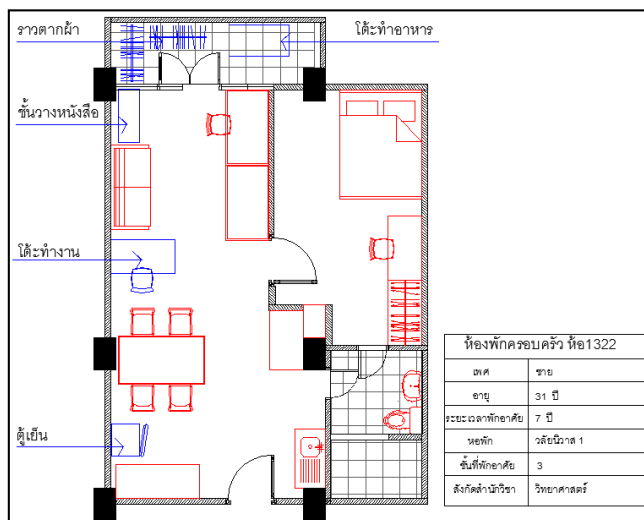 ราวตากผ้า
โต๊ะทำอาหาร
ชั้นวางหนังสือ
โต๊ะทำงาน
ตู้เย็น
ห้องพักครอบครัว ห้อ1322
เพศ ชาย
อายุ 31 ปี
ระยะเวลาพักอาศัย 7 ปี
หอพัก วลัยนิวาส 1
ชั้นที่พักอาศัย 3
สังกัดสำนักวิชา วิทยาศาสตร์